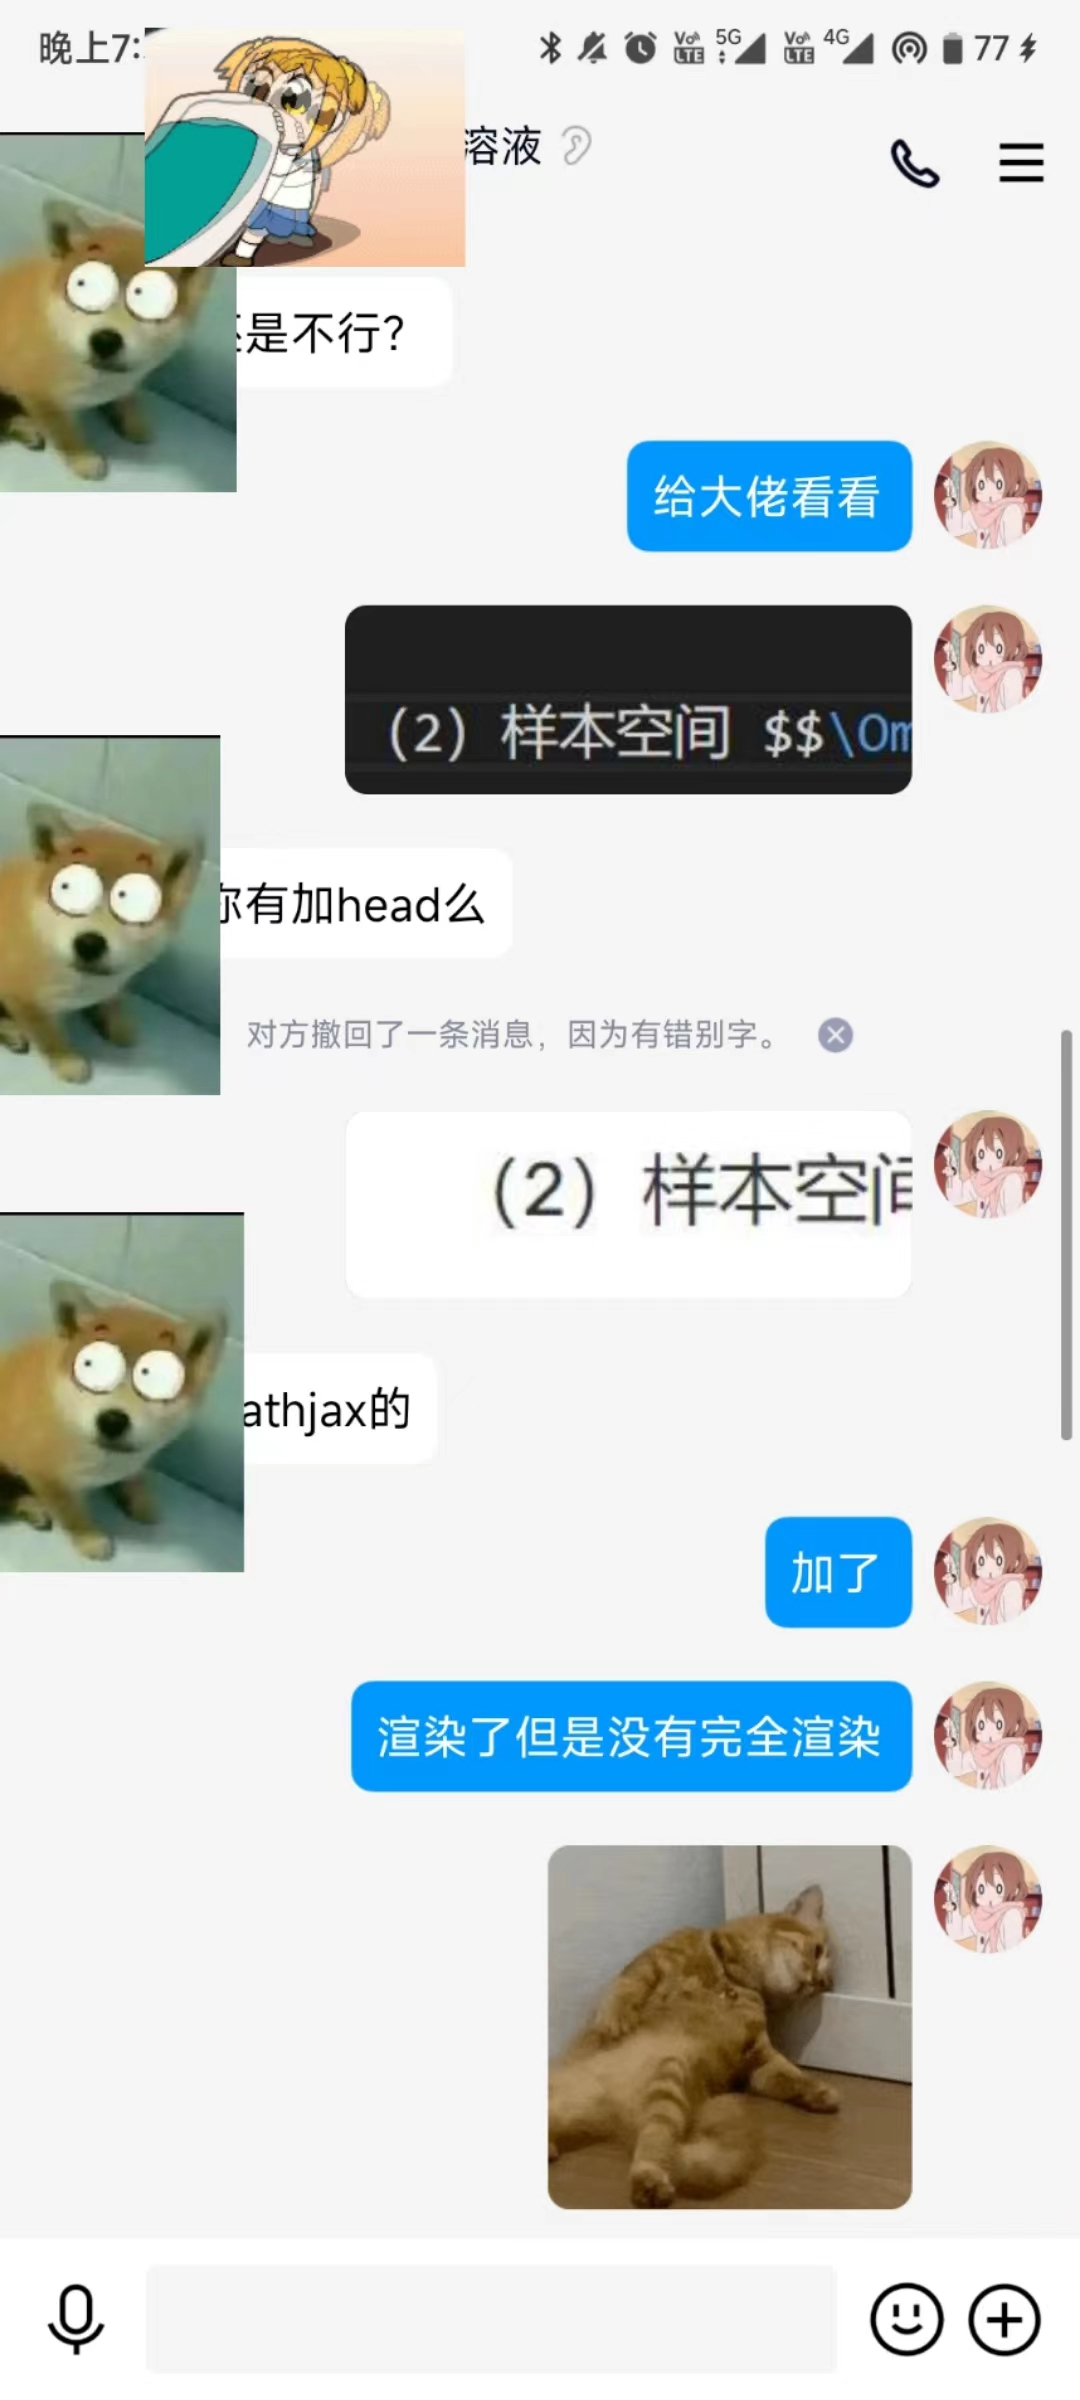 晚上7:
5G
4G
77
溶液
是不行?
给大佬看看
(2) 样本空间 $$\Om
有加head么
对方撤回了一条消息，因为有错别字。
(2) 样本空
athjax的
加了
渲染了但是没有完全渲染